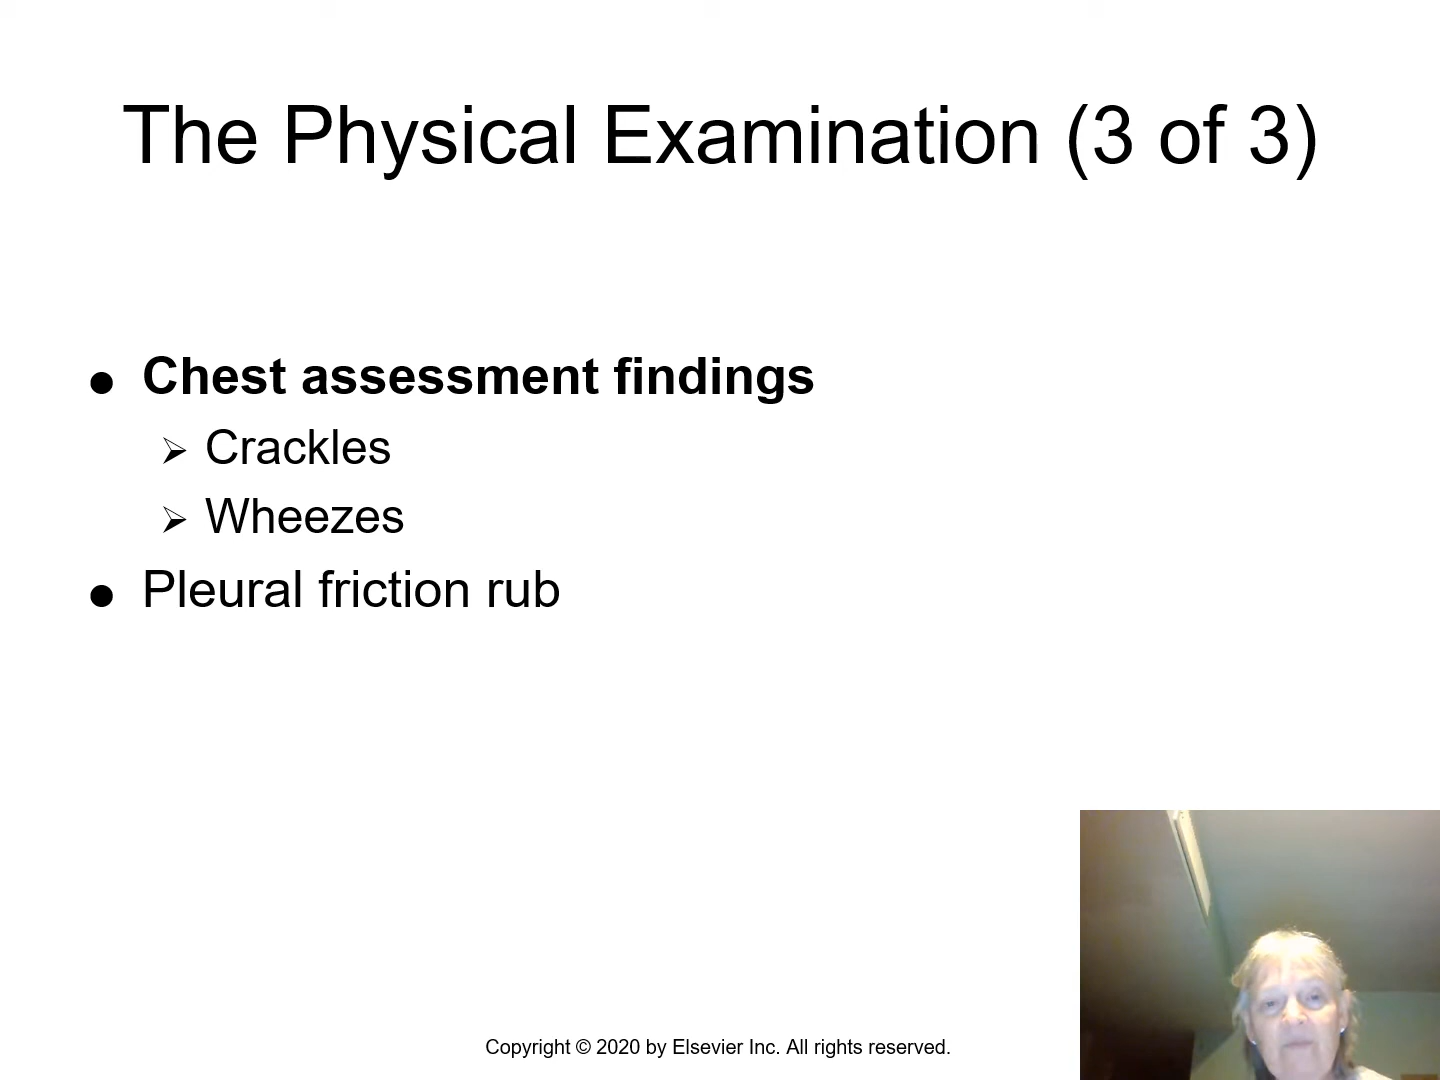 The Physical Examination (3 of 3)
● Chest assessment findings
➢ Crackles
➢ Wheezes
● Pleural friction rub
Copyright © 2020 by Elsevier Inc. All rights reserved.